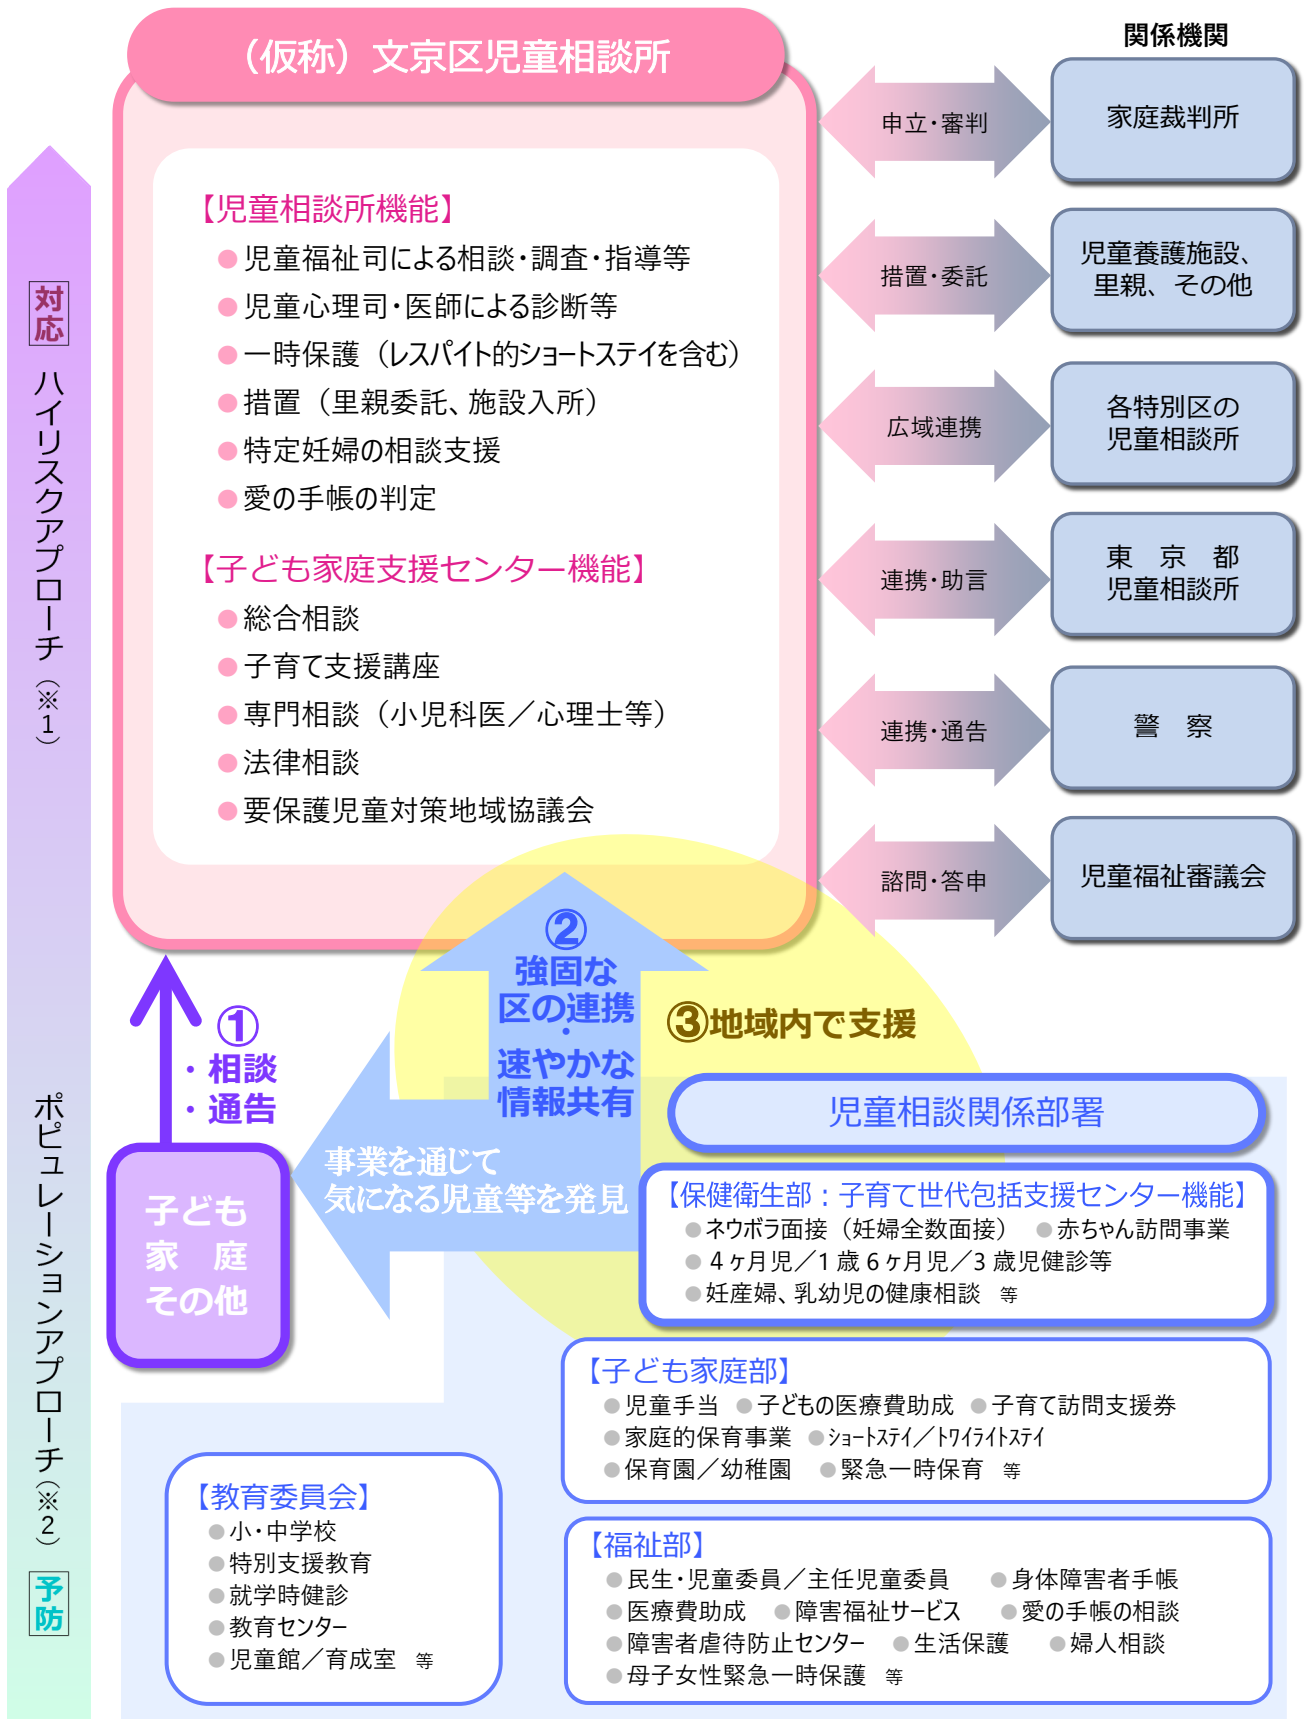 （仮称）文京区児童相談所
【児童相談所機能】
●児童福祉司による相談・調査・指導等
●児童心理司・医師による診断等
●一時保護（レスパイト的ショートステイを含む）
●措置（里親委託、施設入所）
●特定妊婦の相談支援
●愛の手帳の判定
【子ども家庭支援センター機能】
●総合相談
●子育て支援講座
●専門相談（小児科医／心理士等）
●法律相談
●要保護児童対策地域協議会
関係機関
申立・審判
家庭裁判所
措置・委託
児童養護施設、
里親、その他
広域連携
各特別区の
児童相談所
連携・助言
東　京　都
児童相談所
連携・通告
警　察
諮問・答申
児童福祉審議会
対応
ハイリスクアプローチ（※1）
ポピュレーションアプローチ（※2）
予防
①
・相談
・通告
子ども
家　庭
その他
②
強固な
区の連携
・
速やかな
情報共有
事業を通じて
気になる児童等を発見
③地域内で支援
児童相談関係部署
【保健衛生部：子育て世代包括支援センター機能】
●ネウボラ面接（妊婦全数面接）　●赤ちゃん訪問事業
●４ヶ月児／1 歳 6 ヶ月児／3 歳児健診等
●妊産婦、乳幼児の健康相談　等
【子ども家庭部】
●児童手当　●子どもの医療費助成　●子育て訪問支援券
●家庭的保育事業　●ｼｮｰﾄｽﾃｲ／ﾄﾜｲﾗｲﾄｽﾃｲ
●保育園／幼稚園　●緊急一時保育　等
【教育委員会】
●小・中学校
●特別支援教育
●就学時健診
●教育センター
●児童館／育成室　等
【福祉部】
●民生・児童委員／主任児童委員　●身体障害者手帳
●医療費助成　●障害福祉サービス　●愛の手帳の相談
●障害者虐待防止センター　●生活保護　●婦人相談
●母子女性緊急一時保護　等